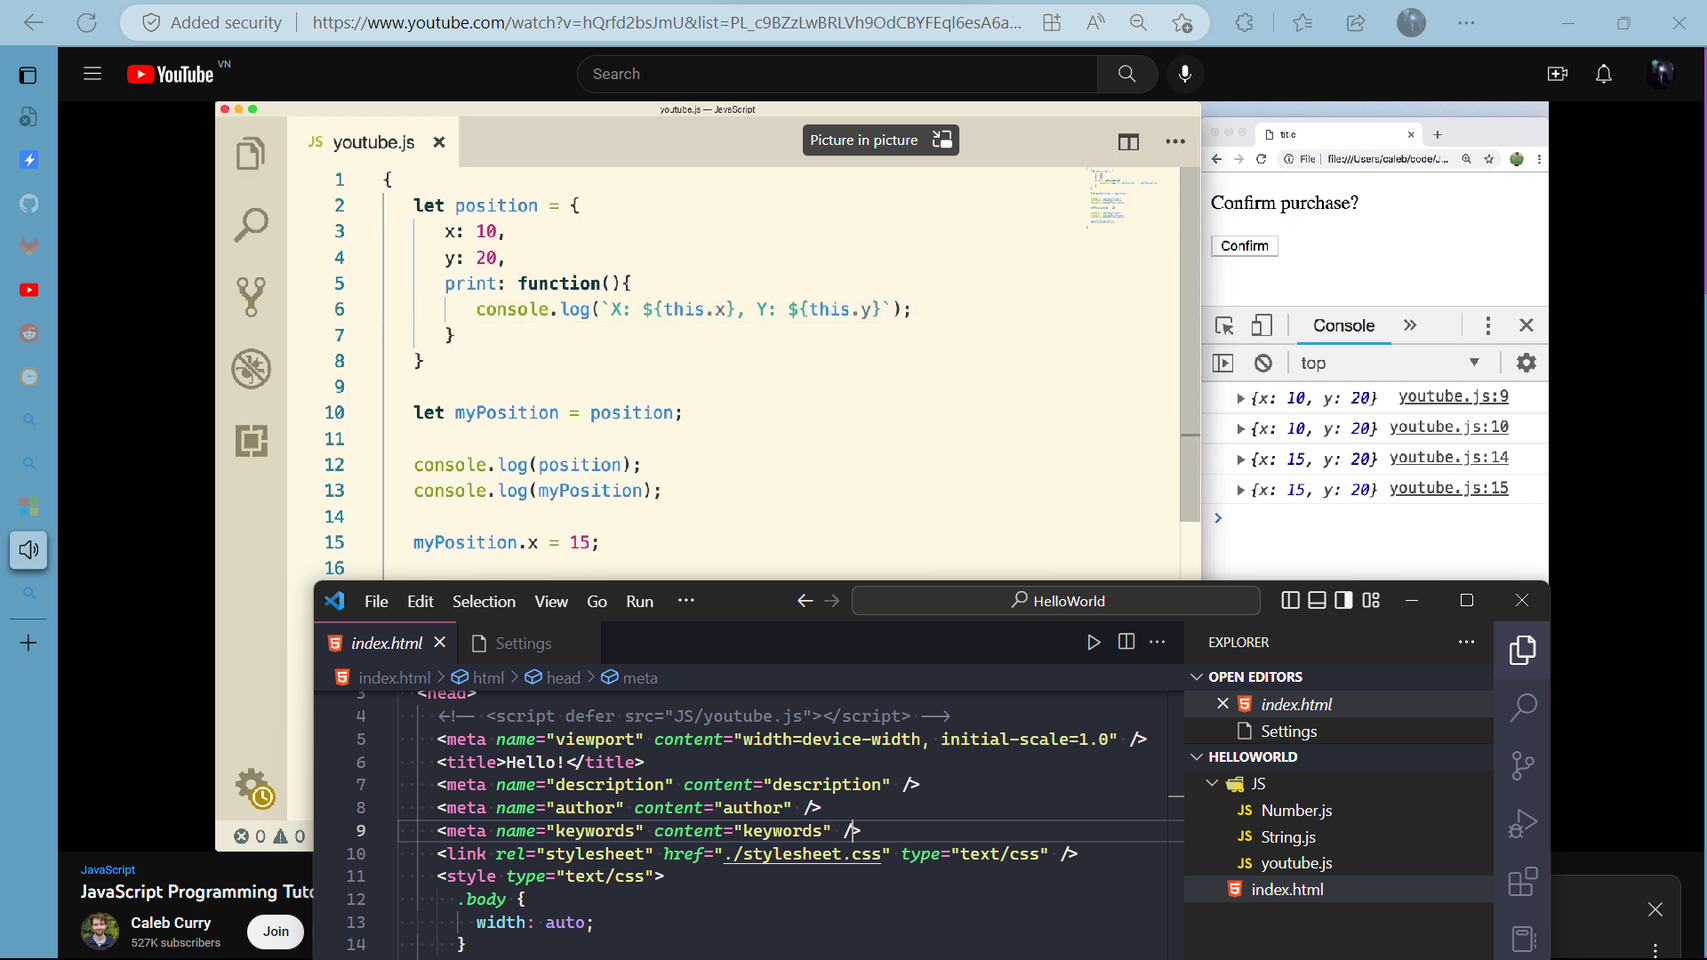 Added security
https://www.youtube.com/watch?v=hQrfd2bsJmU&list=PL_c9BZzLwBRLVh9OdCBYFEql6esA6a...
YouTube VN
Search
youtube.js — JavaScript
JS youtube.js
Picture in picture
1 {
2 let position = {
3 x: 10,
4 y: 20,
5 print: function(){
6 console.log(`X: ${this.x}, Y: ${this.y}`);
7 }
8 }
9
10 let myPosition = position;
11
12 console.log(position);
13 console.log(myPosition);
14
15 myPosition.x = 15;
16
0 0
title
File file:///Users/caleb/code/J...
Confirm purchase?
Confirm
Console
top
{x: 10, y: 20} youtube.js:9
{x: 10, y: 20} youtube.js:10
{x: 15, y: 20} youtube.js:14
{x: 15, y: 20} youtube.js:15
File Edit Selection View Go Run ···
HelloWorld
index.html
Settings
index.html > html > head > meta
3 <head>
4 <!-- <script defer src="JS/youtube.js"></script> -->
5 <meta name="viewport" content="width=device-width, initial-scale=1.0" />
6 <title>Hello!</title>
7 <meta name="description" content="description" />
8 <meta name="author" content="author" />
9 <meta name="keywords" content="keywords" />
10 <link rel="stylesheet" href="./stylesheet.css" type="text/css" />
11 <style type="text/css">
12 .body {
13 width: auto;
14 }
EXPLORER
OPEN EDITORS
index.html
Settings
HELLOWORLD
JS
JS Number.js
JS String.js
JS youtube.js
index.html
JavaScript
JavaScript Programming Tuto
Caleb Curry
527K subscribers
Join